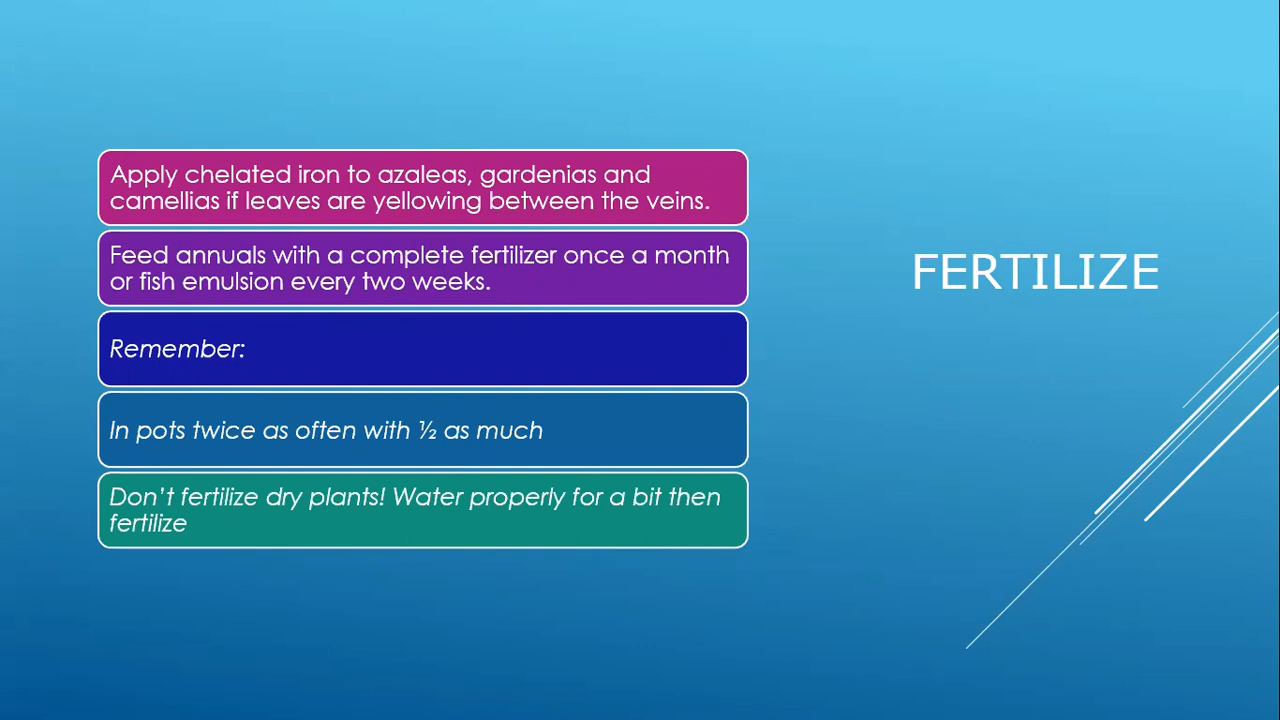 Apply chelated iron to azaleas, gardenias and
camellias if leaves are yellowing between the veins.
Feed annuals with a complete fertilizer once a month
or fish emulsion every two weeks.
Remember:
In pots twice as often with ½ as much
Don’t fertilize dry plants! Water properly for a bit then
fertilize
FERTILIZE